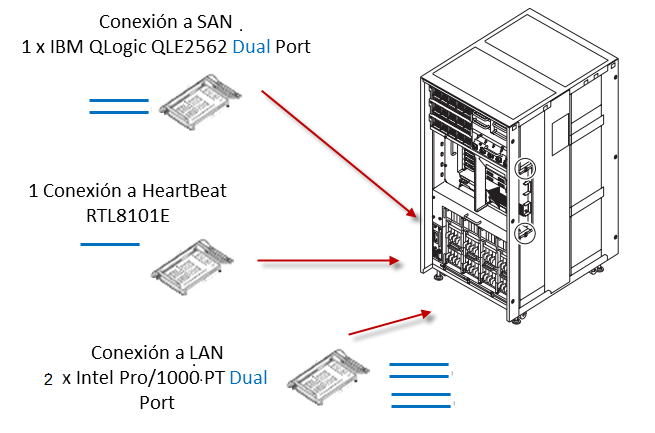 Conexión a SAN .
1 x IBM QLogic QLE2562 Dual Port
1 Conexión a HeartBeat
RTL8101E
Conexión a LAN
2 x Intel Pro/1000 PT Dual
Port